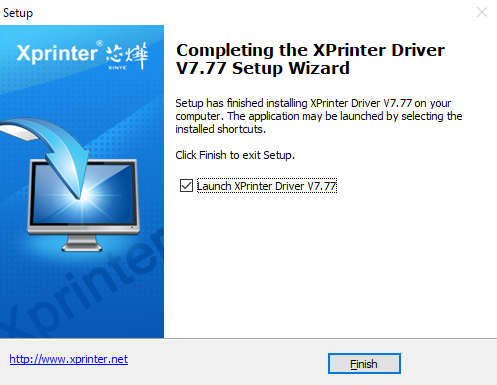 Setup
Xprinter® 芯烨
XINYE
Completing the XPrinter Driver
V7.77 Setup Wizard
Setup has finished installing XPrinter Driver V7.77 on your
computer. The application may be launched by selecting the
installed shortcuts.
Click Finish to exit Setup.
Launch XPrinter Driver V7.77
Xprinter
http://www.xprinter.net
Finish